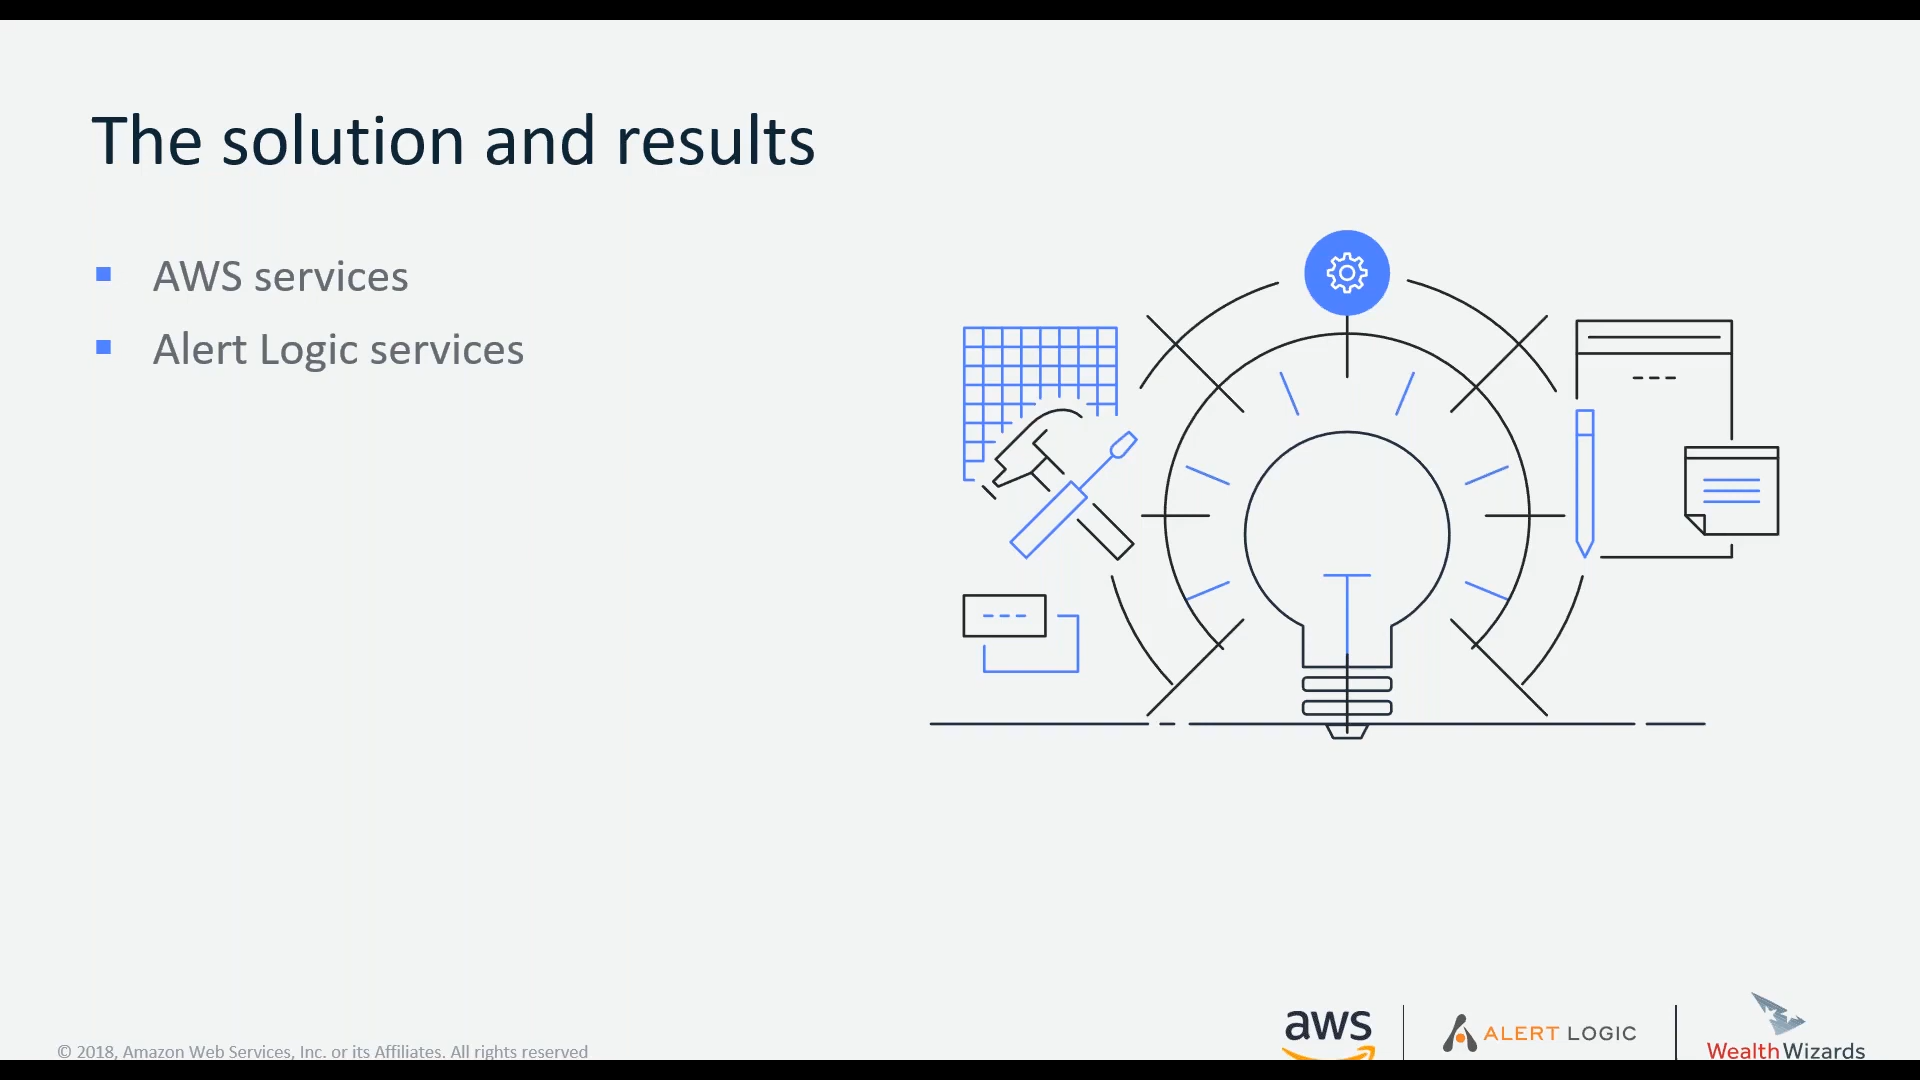 The solution and results
AWS services
Alert Logic services
© 2018, Amazon Web Services, Inc. or its Affiliates. All rights reserved
aws
ALERT LOGIC
WealthWizards